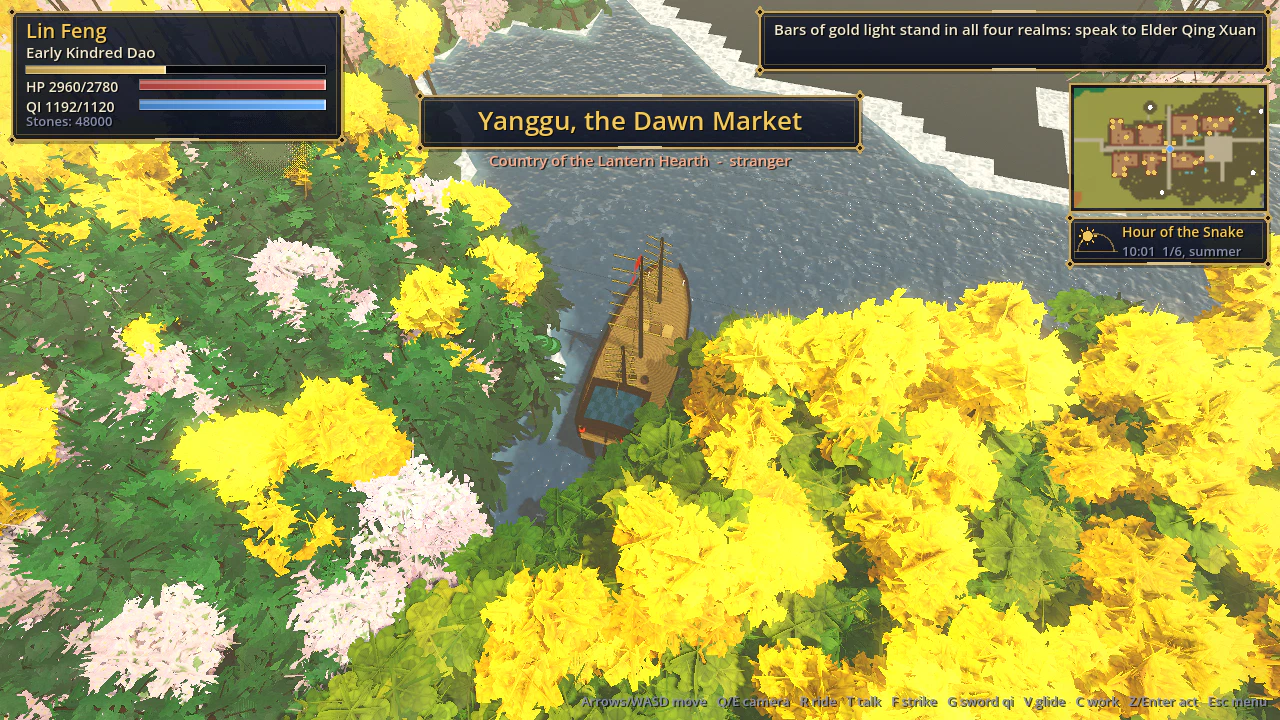 Lin Feng
Early Kindred Dao
HP 2960/2780
QI 1192/1120
Stones: 48000
Bars of gold light stand in all four realms: speak to Elder Qing Xuan
Yanggu, the Dawn Market
Country of the Lantern Hearth - stranger
Hour of the Snake
10:01 1/6, summer
Arrows/WASD move Q/E camera R ride T talk F strike G sword qi V glide C work Z/Enter act Esc menu